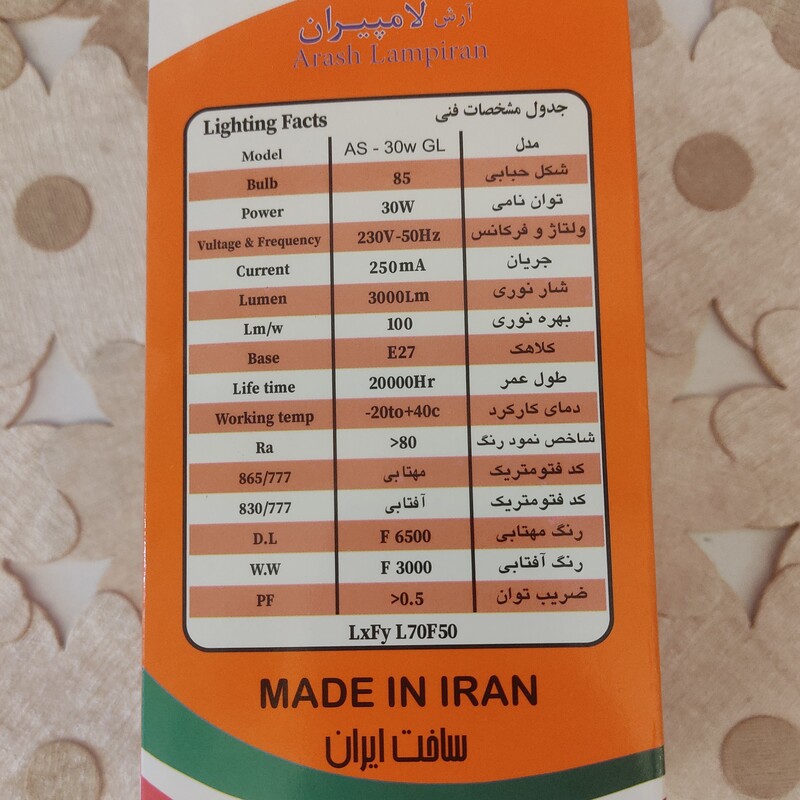 آرش لامپیران
Arash Lampiran
Lighting Facts جدول مشخصات فنی
Model AS - 30w GL مدل
Bulb 85 شکل حبابی
Power 30W توان نامی
Vultage & Frequency 230V-50Hz ولتاژ و فرکانس
Current 250mA جریان
Lumen 3000Lm شار نوری
Lm/w 100 بهره نوری
Base E27 کلاهک
Life time 20000Hr طول عمر
Working temp -20to+40c دمای کارکرد
Ra >80 شاخص نمود رنگ
865/777 مهتابی کد فتومتریک
830/777 آفتابی کد فتومتریک
D.L F 6500 رنگ مهتابی
W.W F 3000 رنگ آفتابی
PF >0.5 ضریب توان
LxFy L70F50
MADE IN IRAN
ساخت ایران